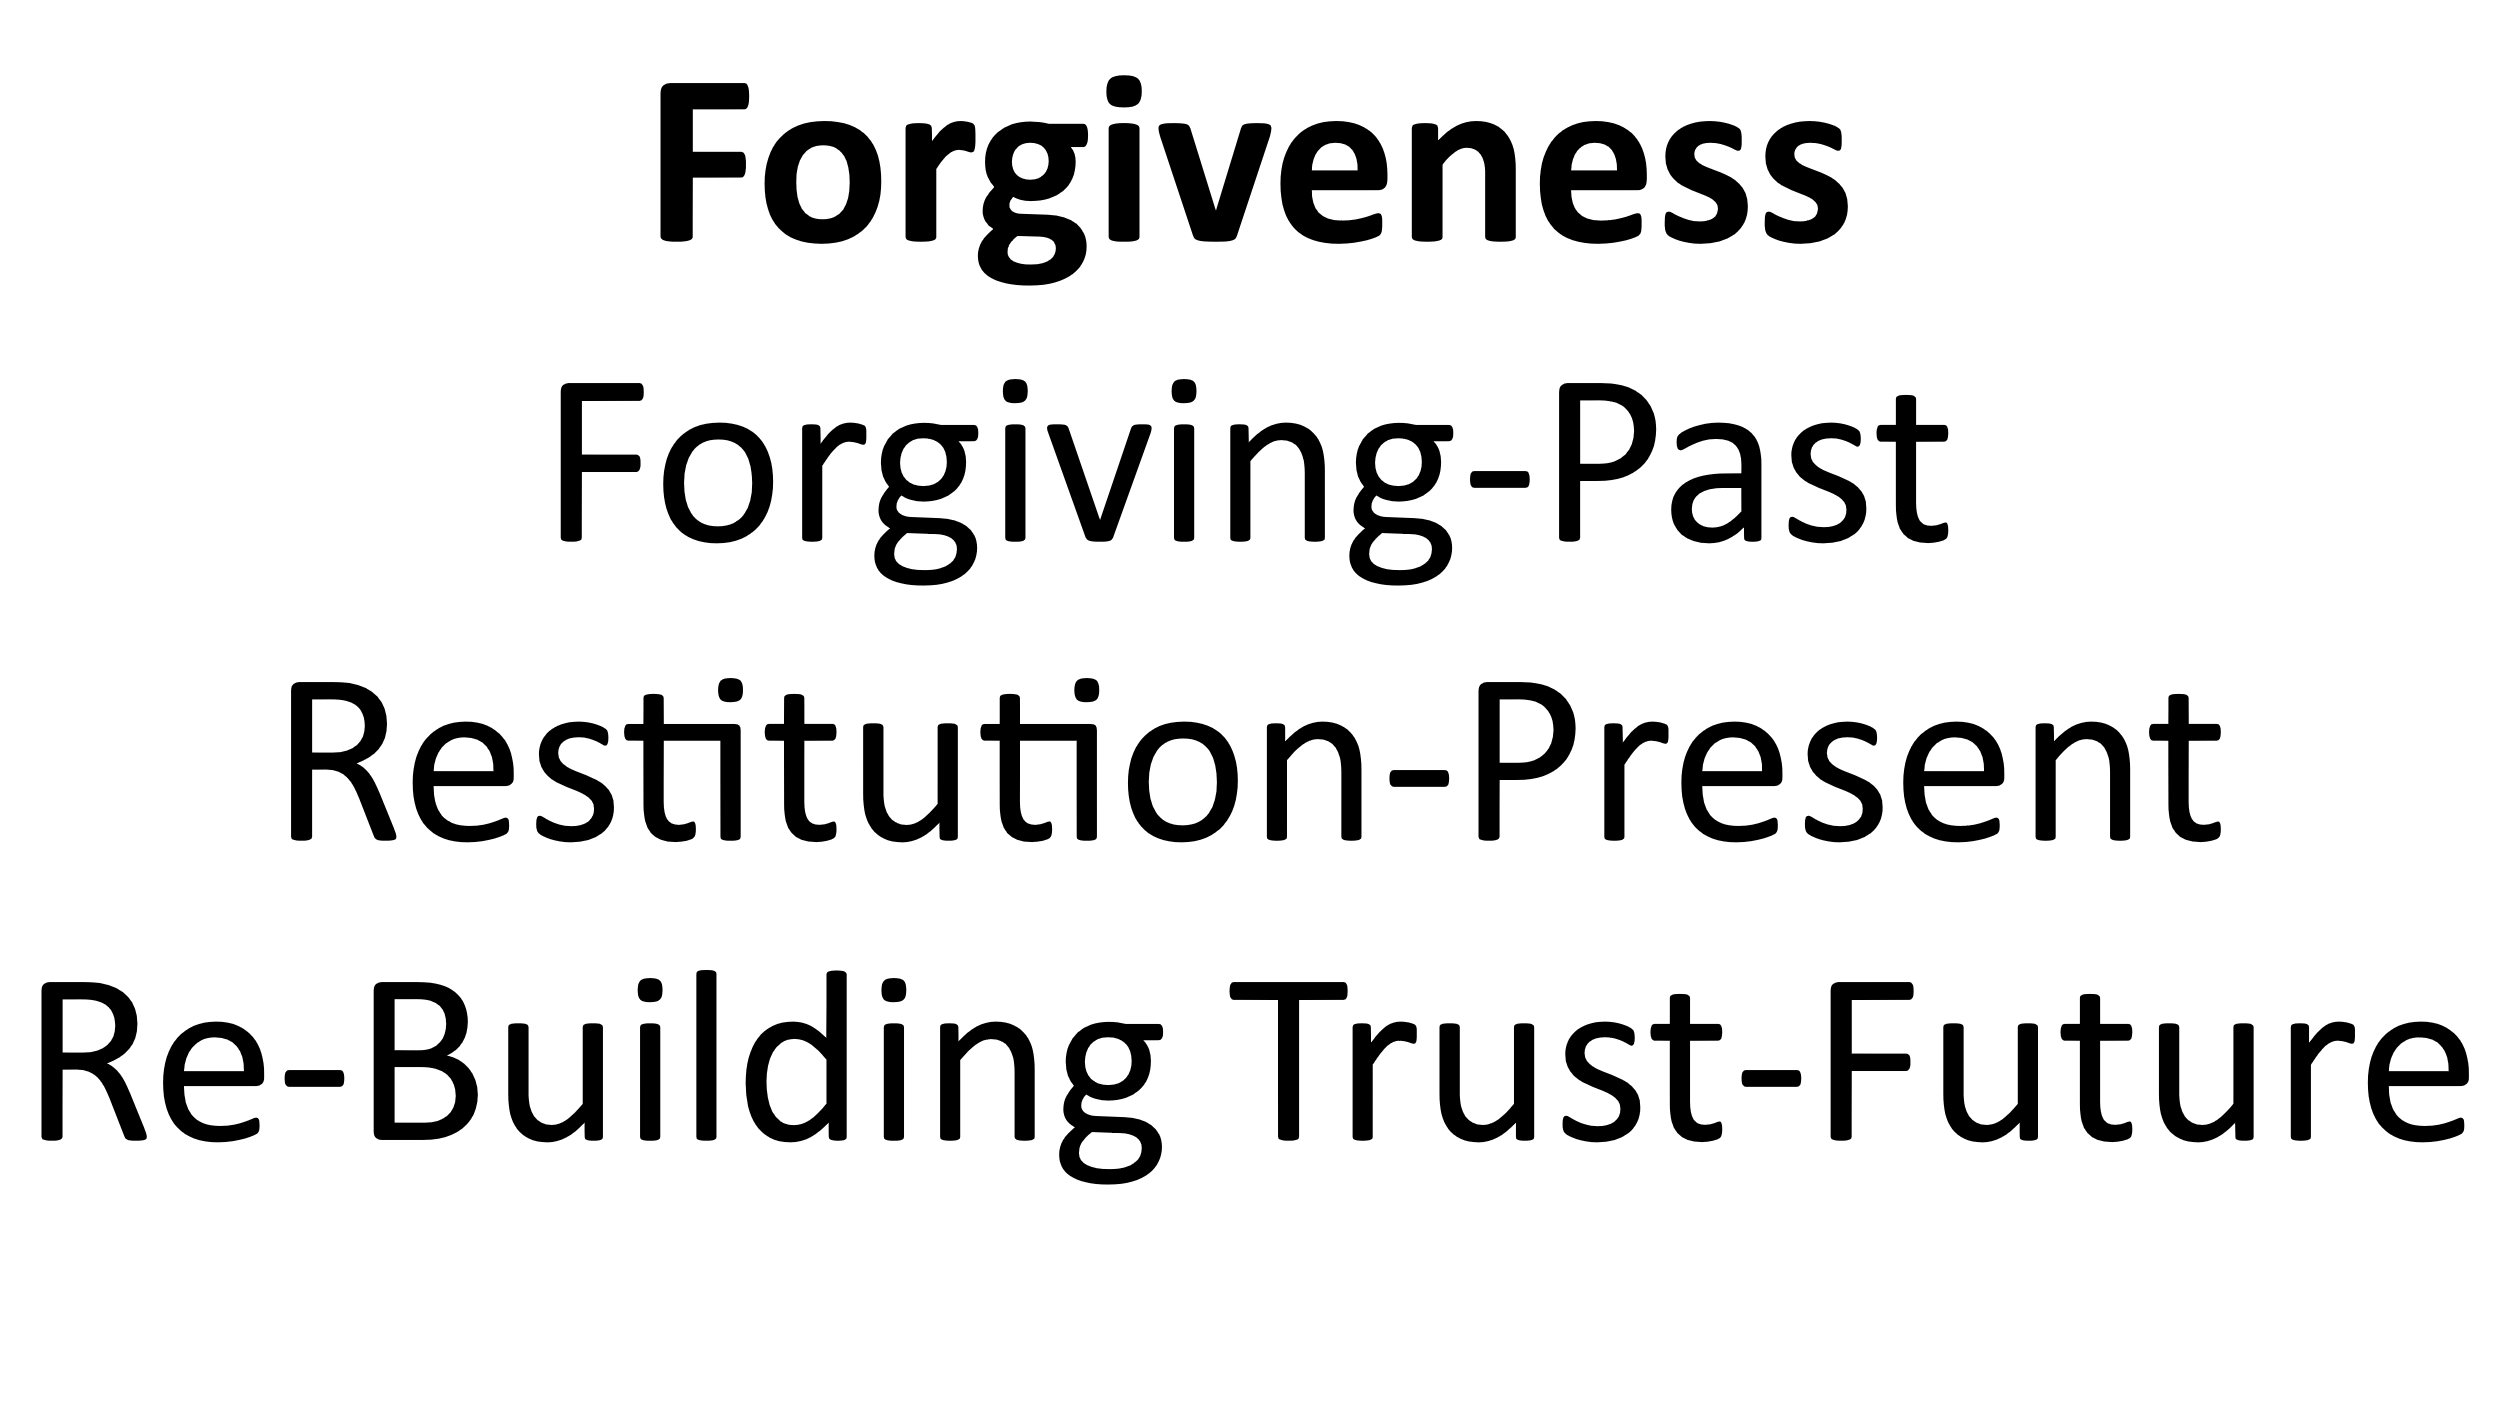 Forgiveness
Forgiving-Past
Restitution-Present
Re-Building Trust-Future